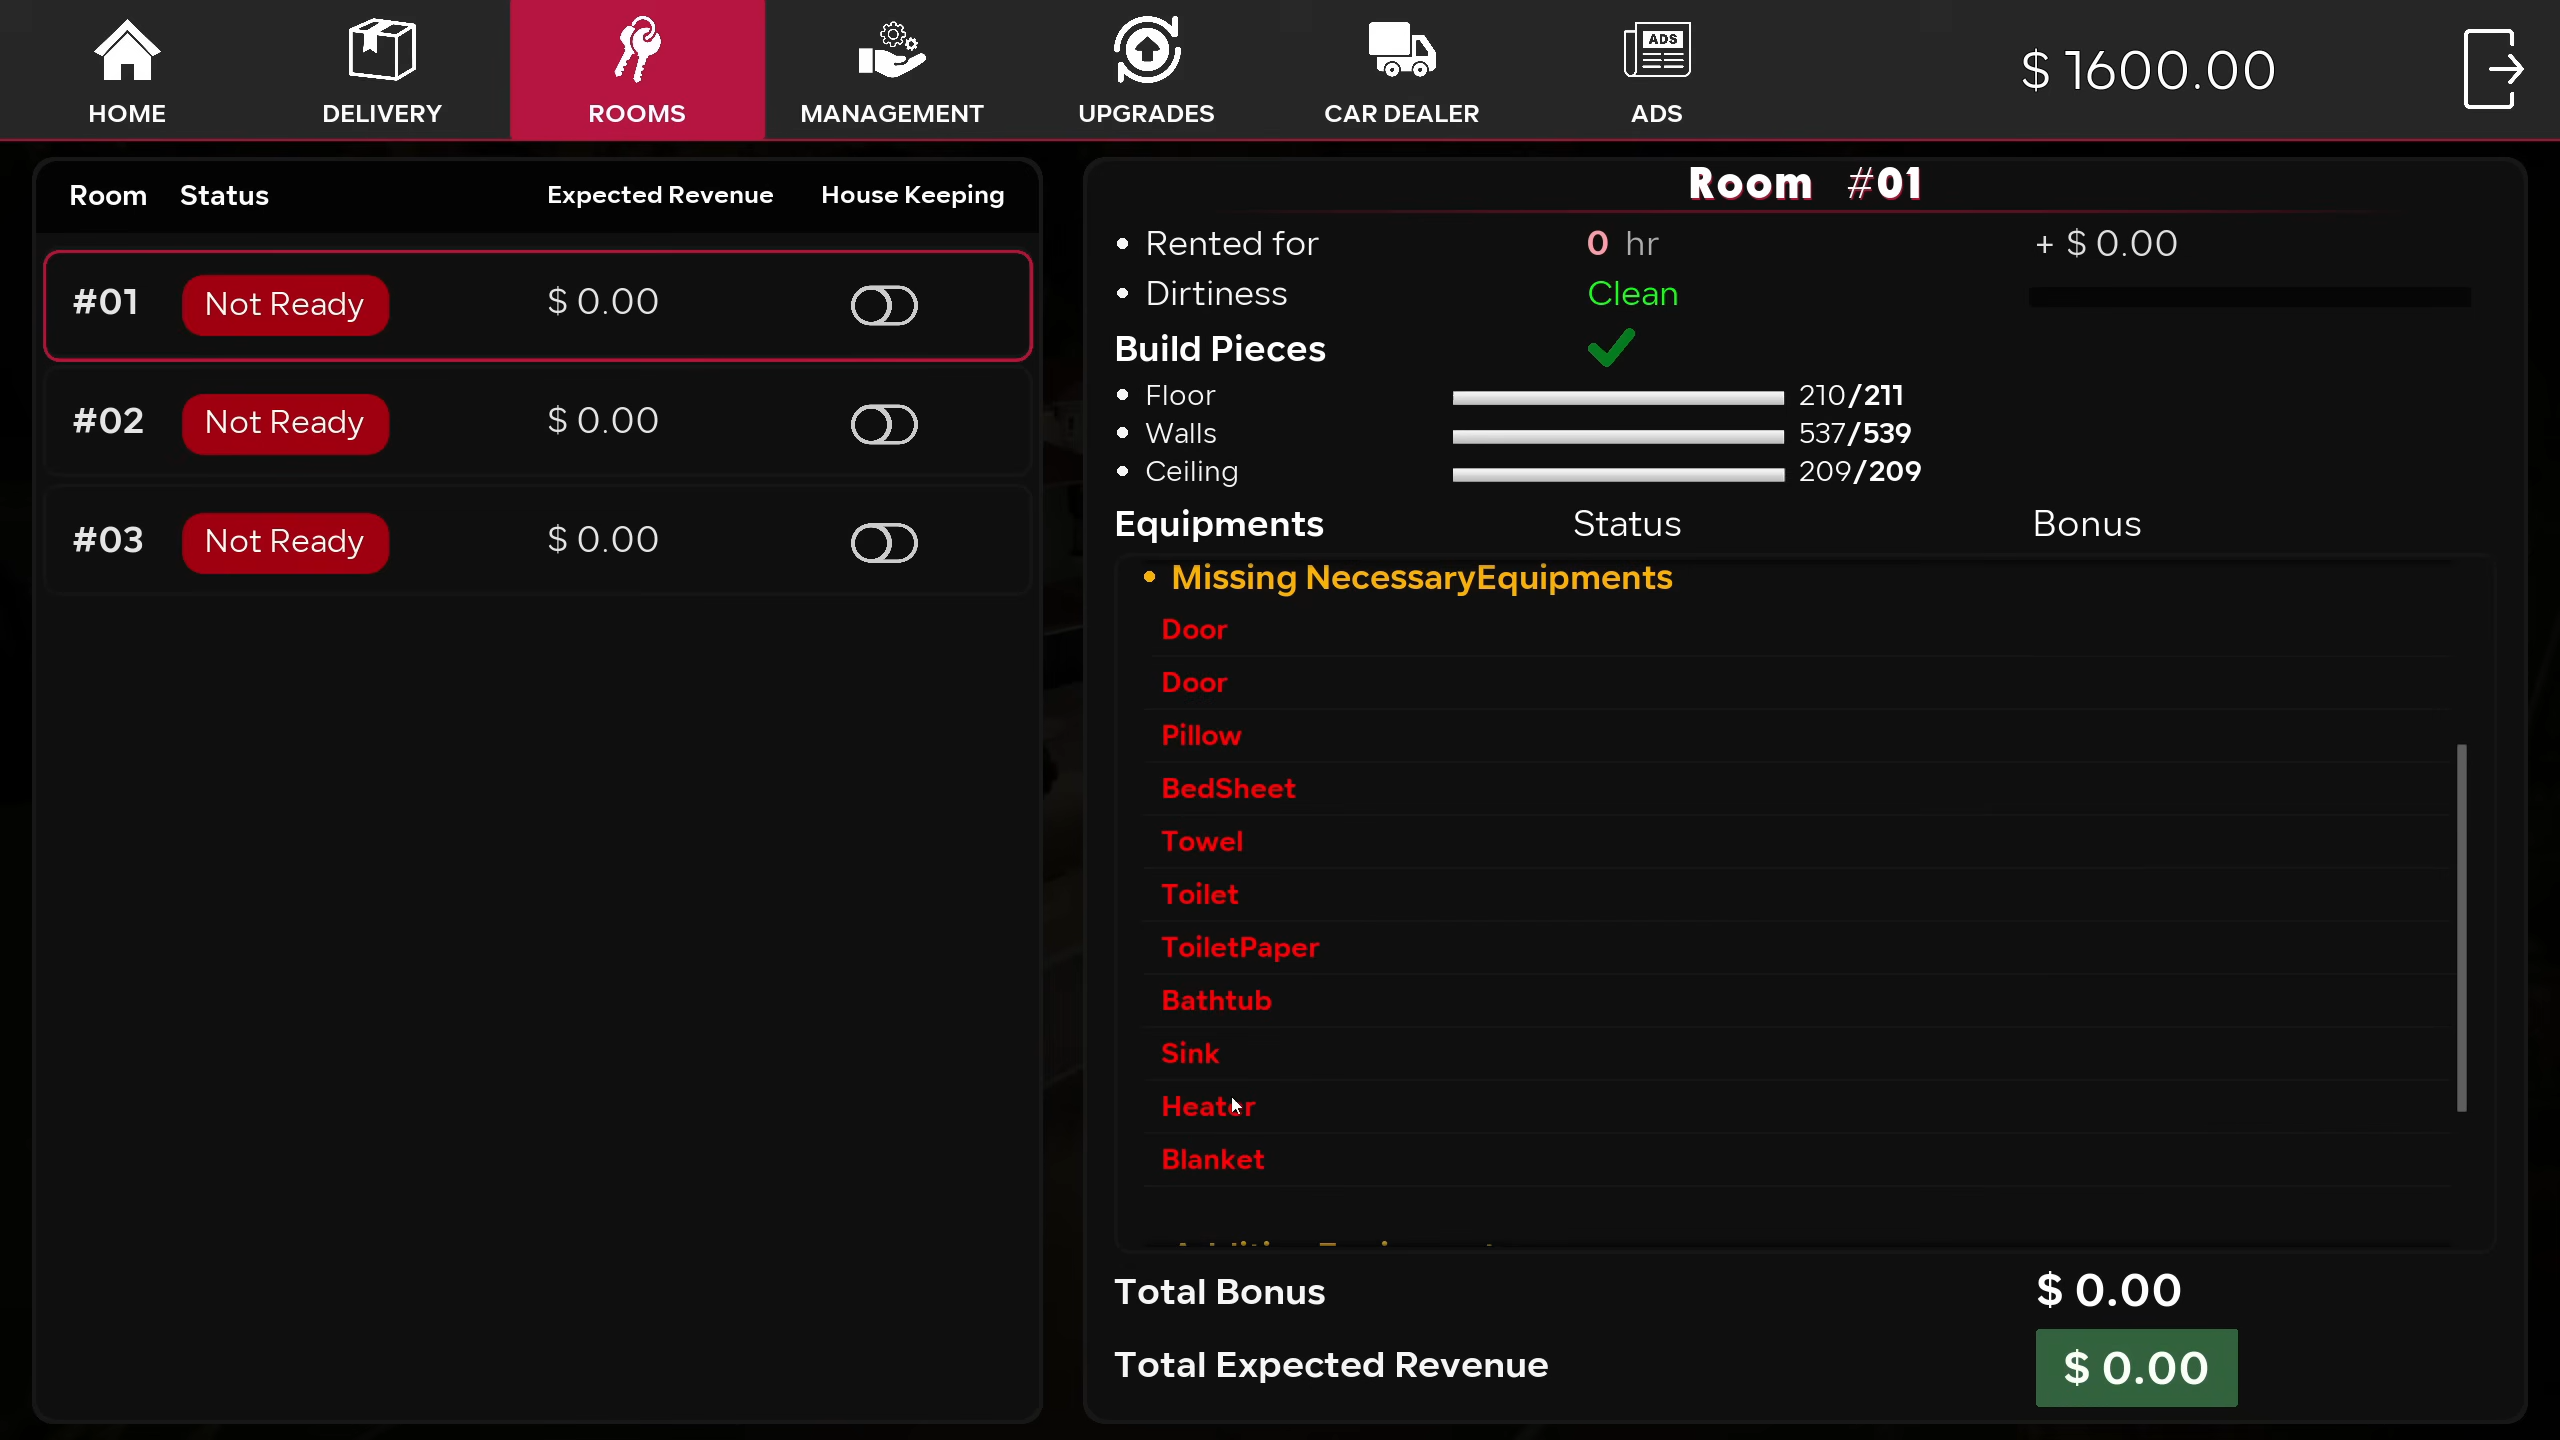 HOME
DELIVERY
ROOMS
MANAGEMENT
UPGRADES
CAR DEALER
ADS
ADS
$ 1600.00
Room Status Expected Revenue House Keeping
#01 Not Ready $ 0.00
#02 Not Ready $ 0.00
#03 Not Ready $ 0.00
Room #01
• Rented for 0 hr + $ 0.00
• Dirtiness Clean
Build Pieces
• Floor 210/211
• Walls 537/539
• Ceiling 209/209
Equipments Status Bonus
• Missing NecessaryEquipments
Door
Door
Pillow
BedSheet
Towel
Toilet
ToiletPaper
Bathtub
Sink
Heater
Blanket
Total Bonus $ 0.00
Total Expected Revenue $ 0.00